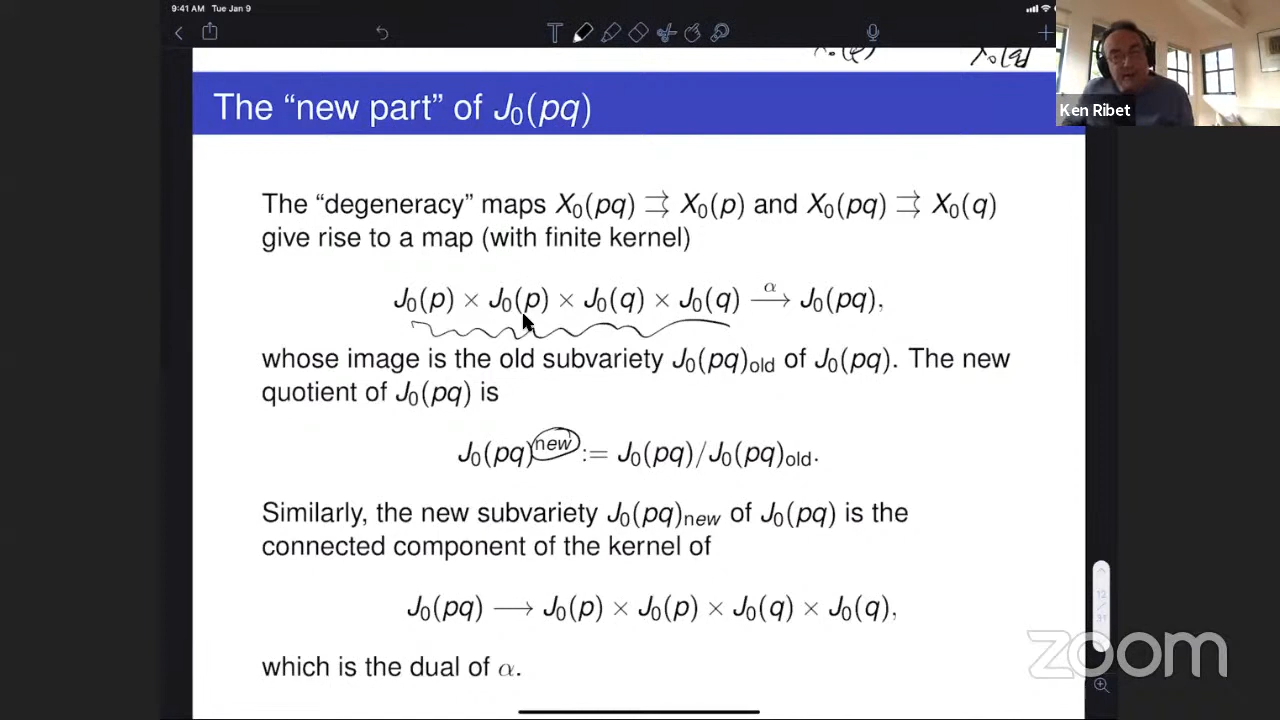 9:41 AM Tue Jan 9
The “new part” of J₀(pq)
Ken Ribet
The “degeneracy” maps X₀(pq) ⇉ X₀(p) and X₀(pq) ⇉ X₀(q)
give rise to a map (with finite kernel)
J₀(p) × J₀(p) × J₀(q) × J₀(q) —α→ J₀(pq),
whose image is the old subvariety J₀(pq)old of J₀(pq). The new
quotient of J₀(pq) is
J₀(pq)new := J₀(pq)/J₀(pq)old.
Similarly, the new subvariety J₀(pq)new of J₀(pq) is the
connected component of the kernel of
J₀(pq) ⟶ J₀(p) × J₀(p) × J₀(q) × J₀(q),
which is the dual of α.
12
/
31
zoom